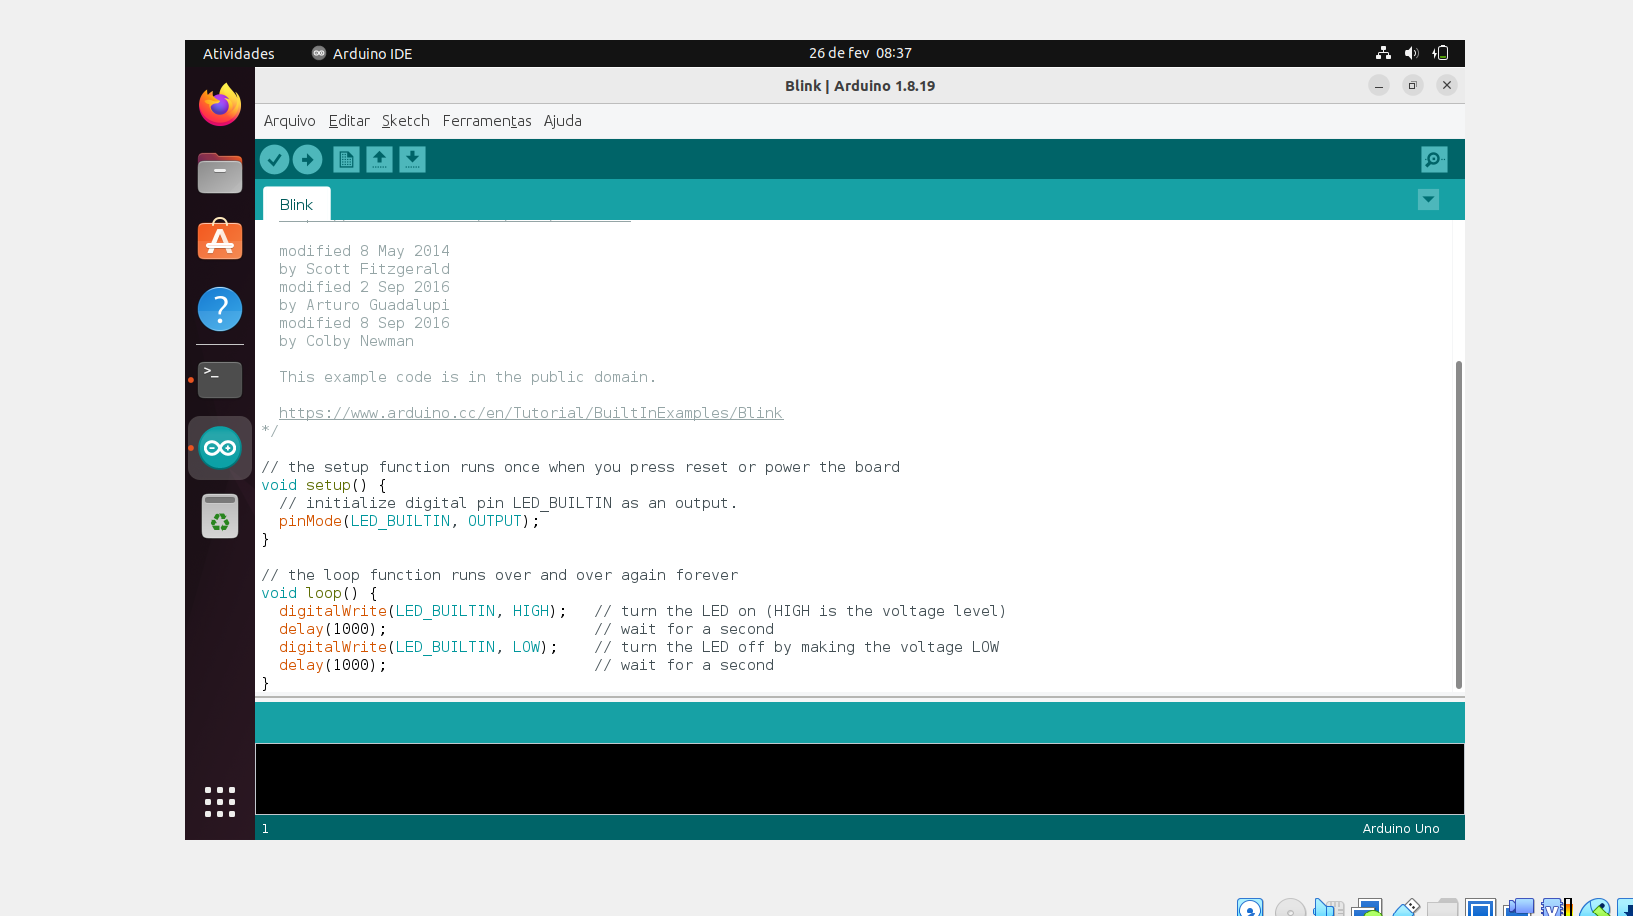 Atividades Arduino IDE 26 de fev 08:37
Blink | Arduino 1.8.19
Arquivo Editar Sketch Ferramentas Ajuda
Blink
modified 8 May 2014
by Scott Fitzgerald
modified 2 Sep 2016
by Arturo Guadalupi
modified 8 Sep 2016
by Colby Newman
This example code is in the public domain.
https://www.arduino.cc/en/Tutorial/BuiltInExamples/Blink
*/
// the setup function runs once when you press reset or power the board
void setup() {
// initialize digital pin LED_BUILTIN as an output.
pinMode(LED_BUILTIN, OUTPUT);
}
// the loop function runs over and over again forever
void loop() {
digitalWrite(LED_BUILTIN, HIGH);   // turn the LED on (HIGH is the voltage level)
delay(1000);                       // wait for a second
digitalWrite(LED_BUILTIN, LOW);    // turn the LED off by making the voltage LOW
delay(1000);                       // wait for a second
}
1 Arduino Uno